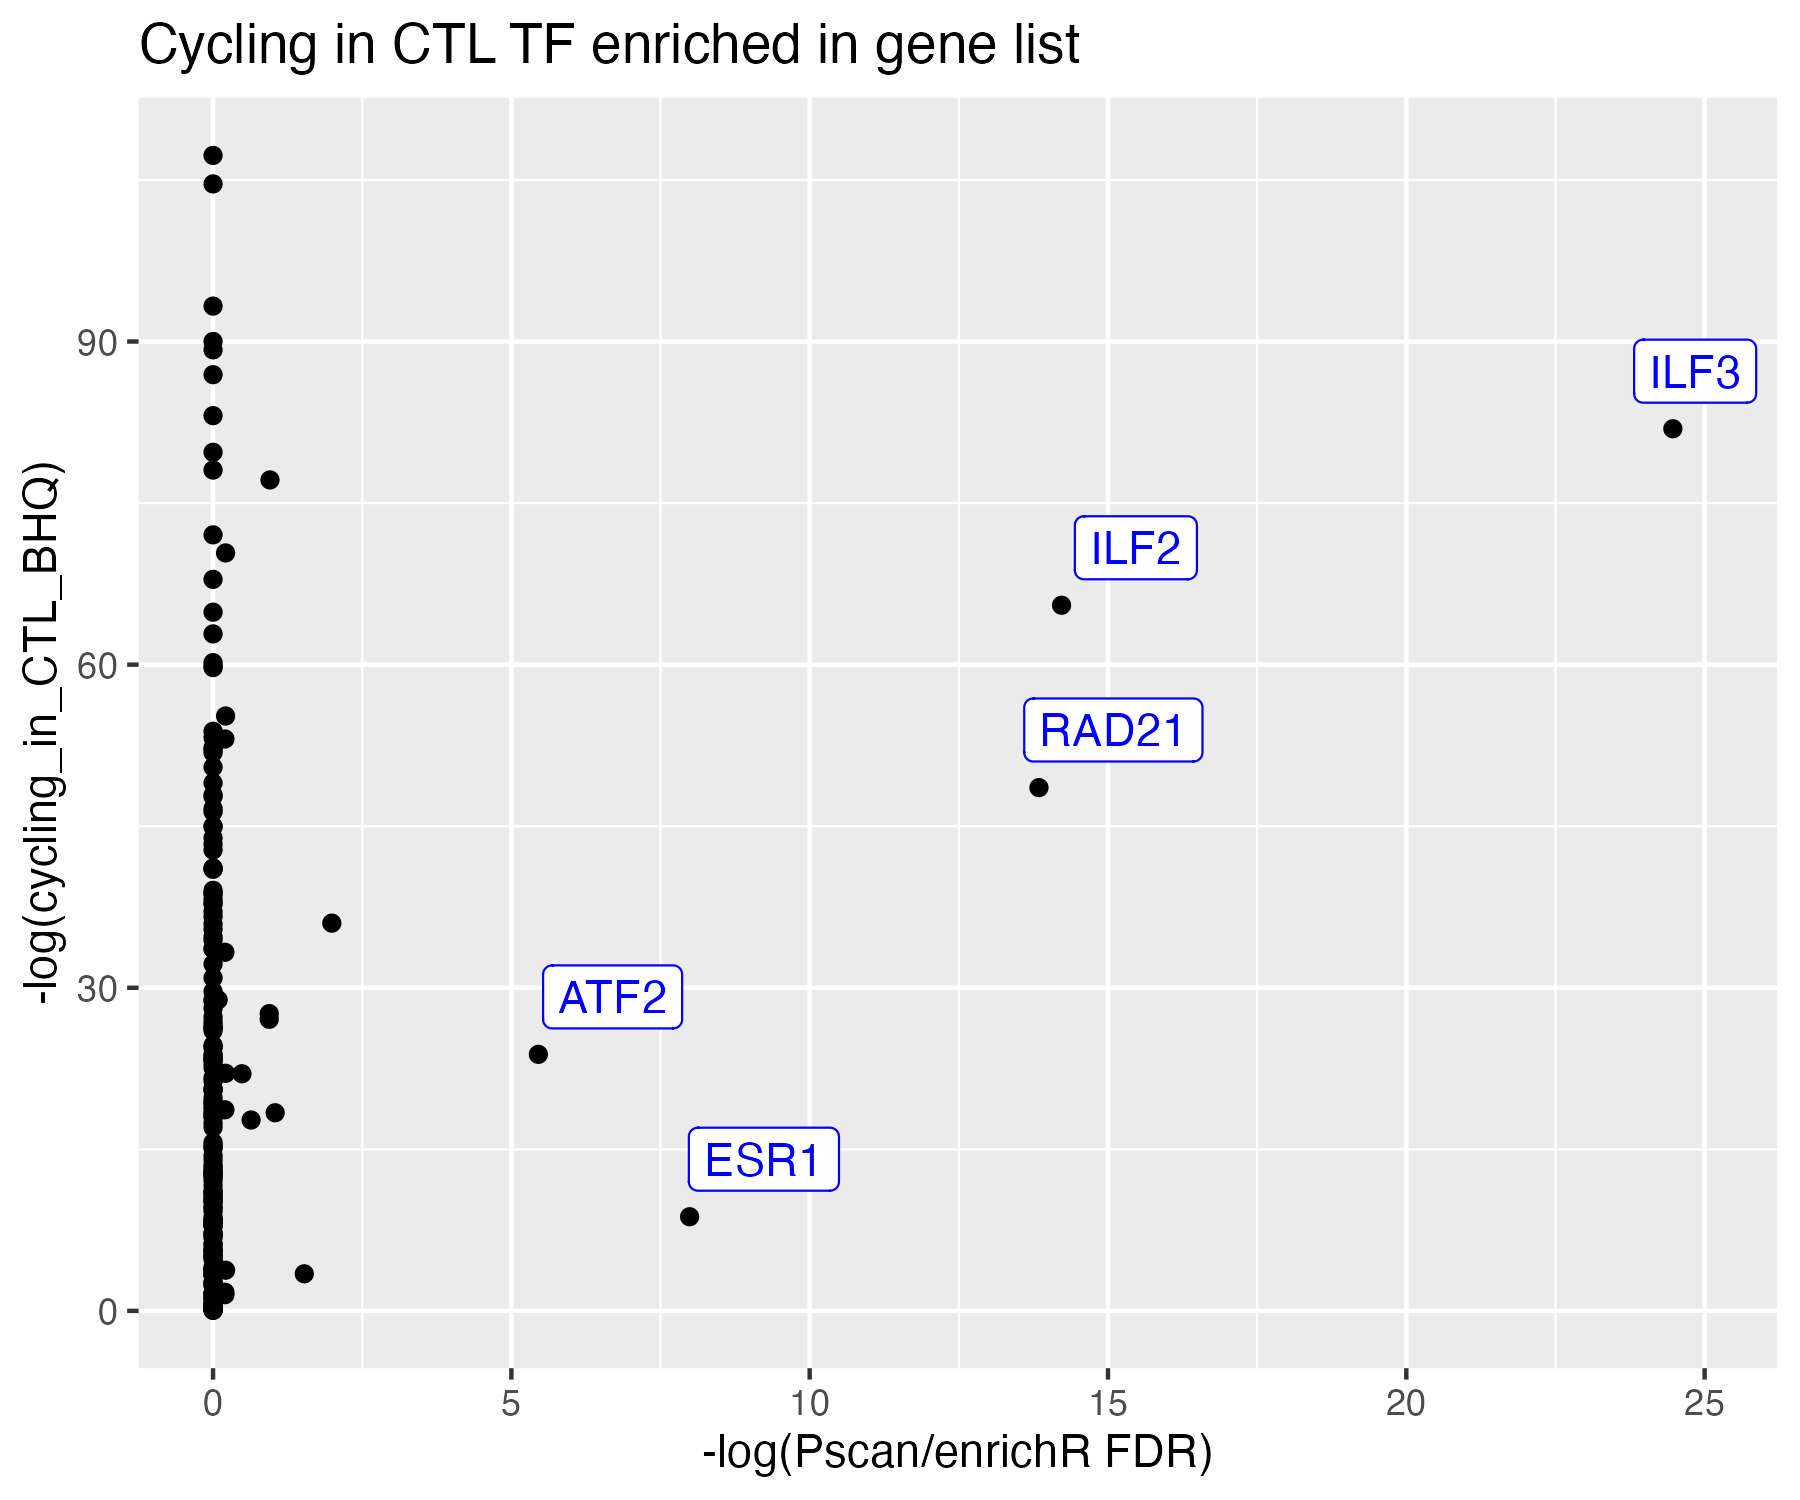 Cycling in CTL TF enriched in gene list
-log(cycling_in_CTL_BHQ)
90
60
30
0
ILF3
ILF2
RAD21
ATF2
ESR1
0 5 10 15 20 25
-log(Pscan/enrichR FDR)